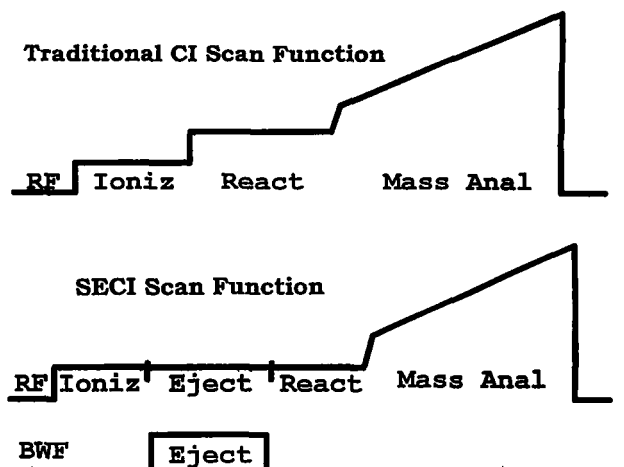 Traditional CI Scan Function
RF Ioniz React Mass Anal
SECI Scan Function
RF Ioniz Eject React Mass Anal
BWF Eject